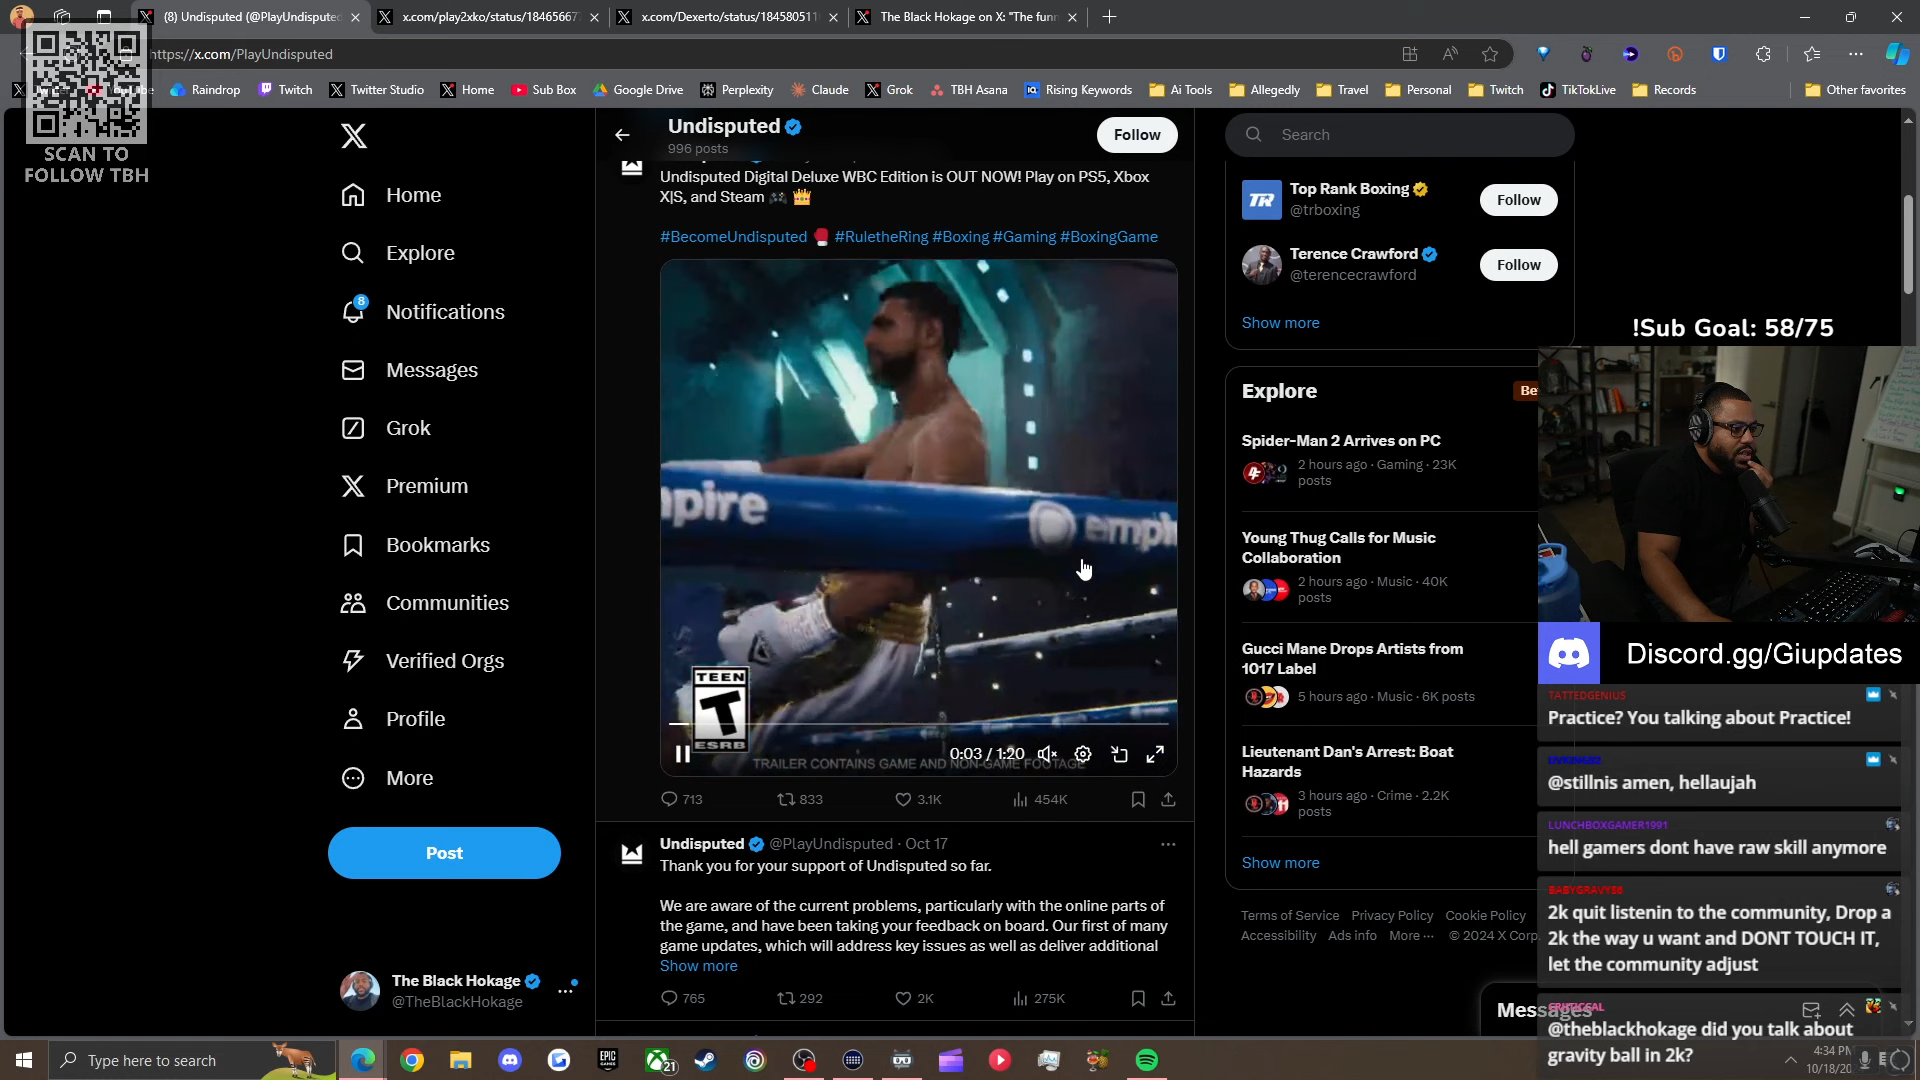 (8) Undisputed (@PlayUndisputed
x.com/play2xko/status/18465667
x.com/Dexerto/status/184580511
The Black Hokage on X: "The funn
https://x.com/PlayUndisputed
Raindrop
Twitch
Twitter Studio
Home
Sub Box
Google Drive
Perplexity
Claude
Grok
TBH Asana
Rising Keywords
Ai Tools
Allegedly
Travel
Personal
Twitch
TikTokLive
Records
Other favorites
SCAN TO
FOLLOW TBH
Home
Explore
8
Notifications
Messages
Grok
Premium
Bookmarks
Communities
Verified Orgs
Profile
More
Post
The Black Hokage
@TheBlackHokage
Undisputed
996 posts
Follow
Undisputed Digital Deluxe WBC Edition is OUT NOW! Play on PS5, Xbox
X|S, and Steam 🎮 👑
#BecomeUndisputed 🥊 #RuletheRing #Boxing #Gaming #BoxingGame
mpire
empi
TEEN
T
ESRB
0:03 / 1:20
TRAILER CONTAINS GAME AND NON-GAME FOOTAGE
713
833
3.1K
454K
Undisputed @PlayUndisputed · Oct 17
Thank you for your support of Undisputed so far.
We are aware of the current problems, particularly with the online parts of
the game, and have been taking your feedback on board. Our first of many
game updates, which will address key issues as well as deliver additional
Show more
765
292
2K
275K
Search
TR
Top Rank Boxing
@trboxing
Follow
Terence Crawford
@terencecrawford
Follow
Show more
Explore
Be
Spider-Man 2 Arrives on PC
2 hours ago · Gaming · 23K
posts
Young Thug Calls for Music
Collaboration
2 hours ago · Music · 40K
posts
Gucci Mane Drops Artists from
1017 Label
5 hours ago · Music · 6K posts
Lieutenant Dan's Arrest: Boat
Hazards
3 hours ago · Crime · 2.2K
posts
Show more
Terms of Service Privacy Policy Cookie Policy
Accessibility Ads info More ··· © 2024 X Corp.
Messages
!Sub Goal: 58/75
Discord.gg/Giupdates
TATTEDGENIUS
Practice? You talking about Practice!
@stillnis amen, hellaujah
LUNCHBOXGAMER1991
hell gamers dont have raw skill anymore
BABYGRAVY88
2k quit listenin to the community, Drop a
2k the way u want and DONT TOUCH IT,
let the community adjust
@theblackhokage did you talk about
gravity ball in 2k?
Type here to search
EPIC
GAMES
21
4:34 PM
10/18/20